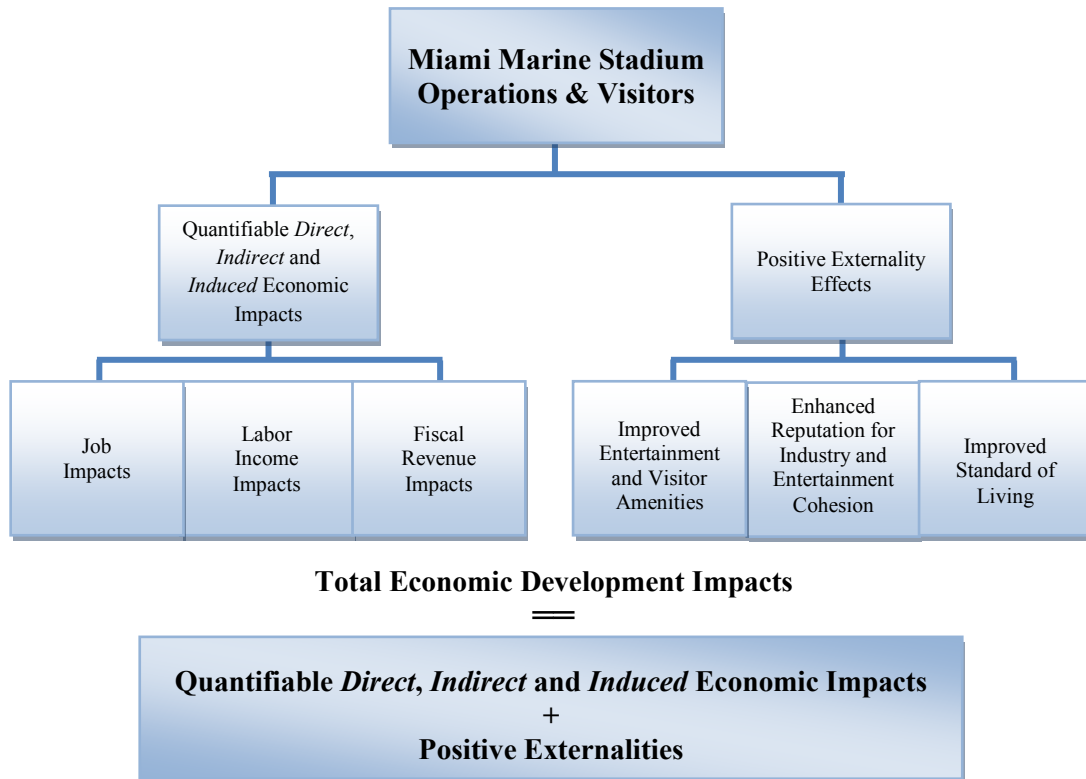 Miami Marine Stadium
Operations & Visitors
Quantifiable Direct,
Indirect and
Induced Economic
Impacts
Positive Externality
Effects
Job
Impacts
Labor
Income
Impacts
Fiscal
Revenue
Impacts
Improved
Entertainment
and Visitor
Amenities
Enhanced
Reputation for
Industry and
Entertainment
Cohesion
Improved
Standard of
Living
Total Economic Development Impacts
=
Quantifiable Direct, Indirect and Induced Economic Impacts
+
Positive Externalities